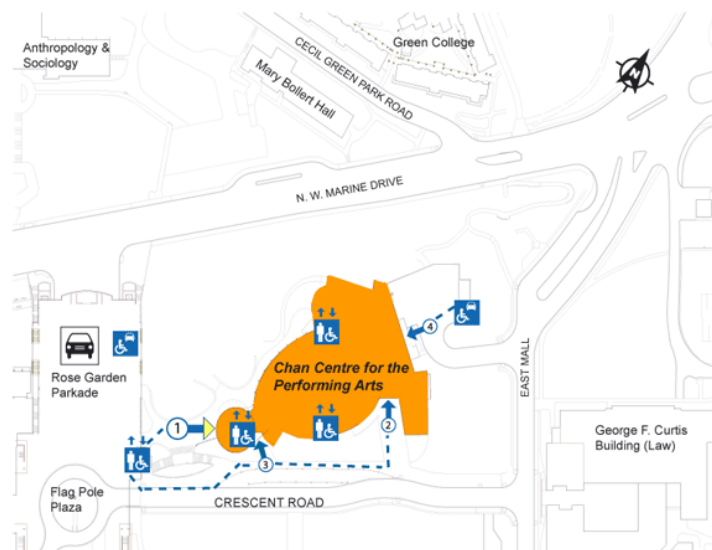 Anthropology &
Sociology
Green College
CECIL GREEN PARK ROAD
Mary Bollert Hall
N
N. W. MARINE DRIVE
4
Chan Centre for the
Performing Arts
EAST MALL
Rose Garden
Parkade
1
2
3
George F. Curtis
Building (Law)
Flag Pole
Plaza
CRESCENT ROAD